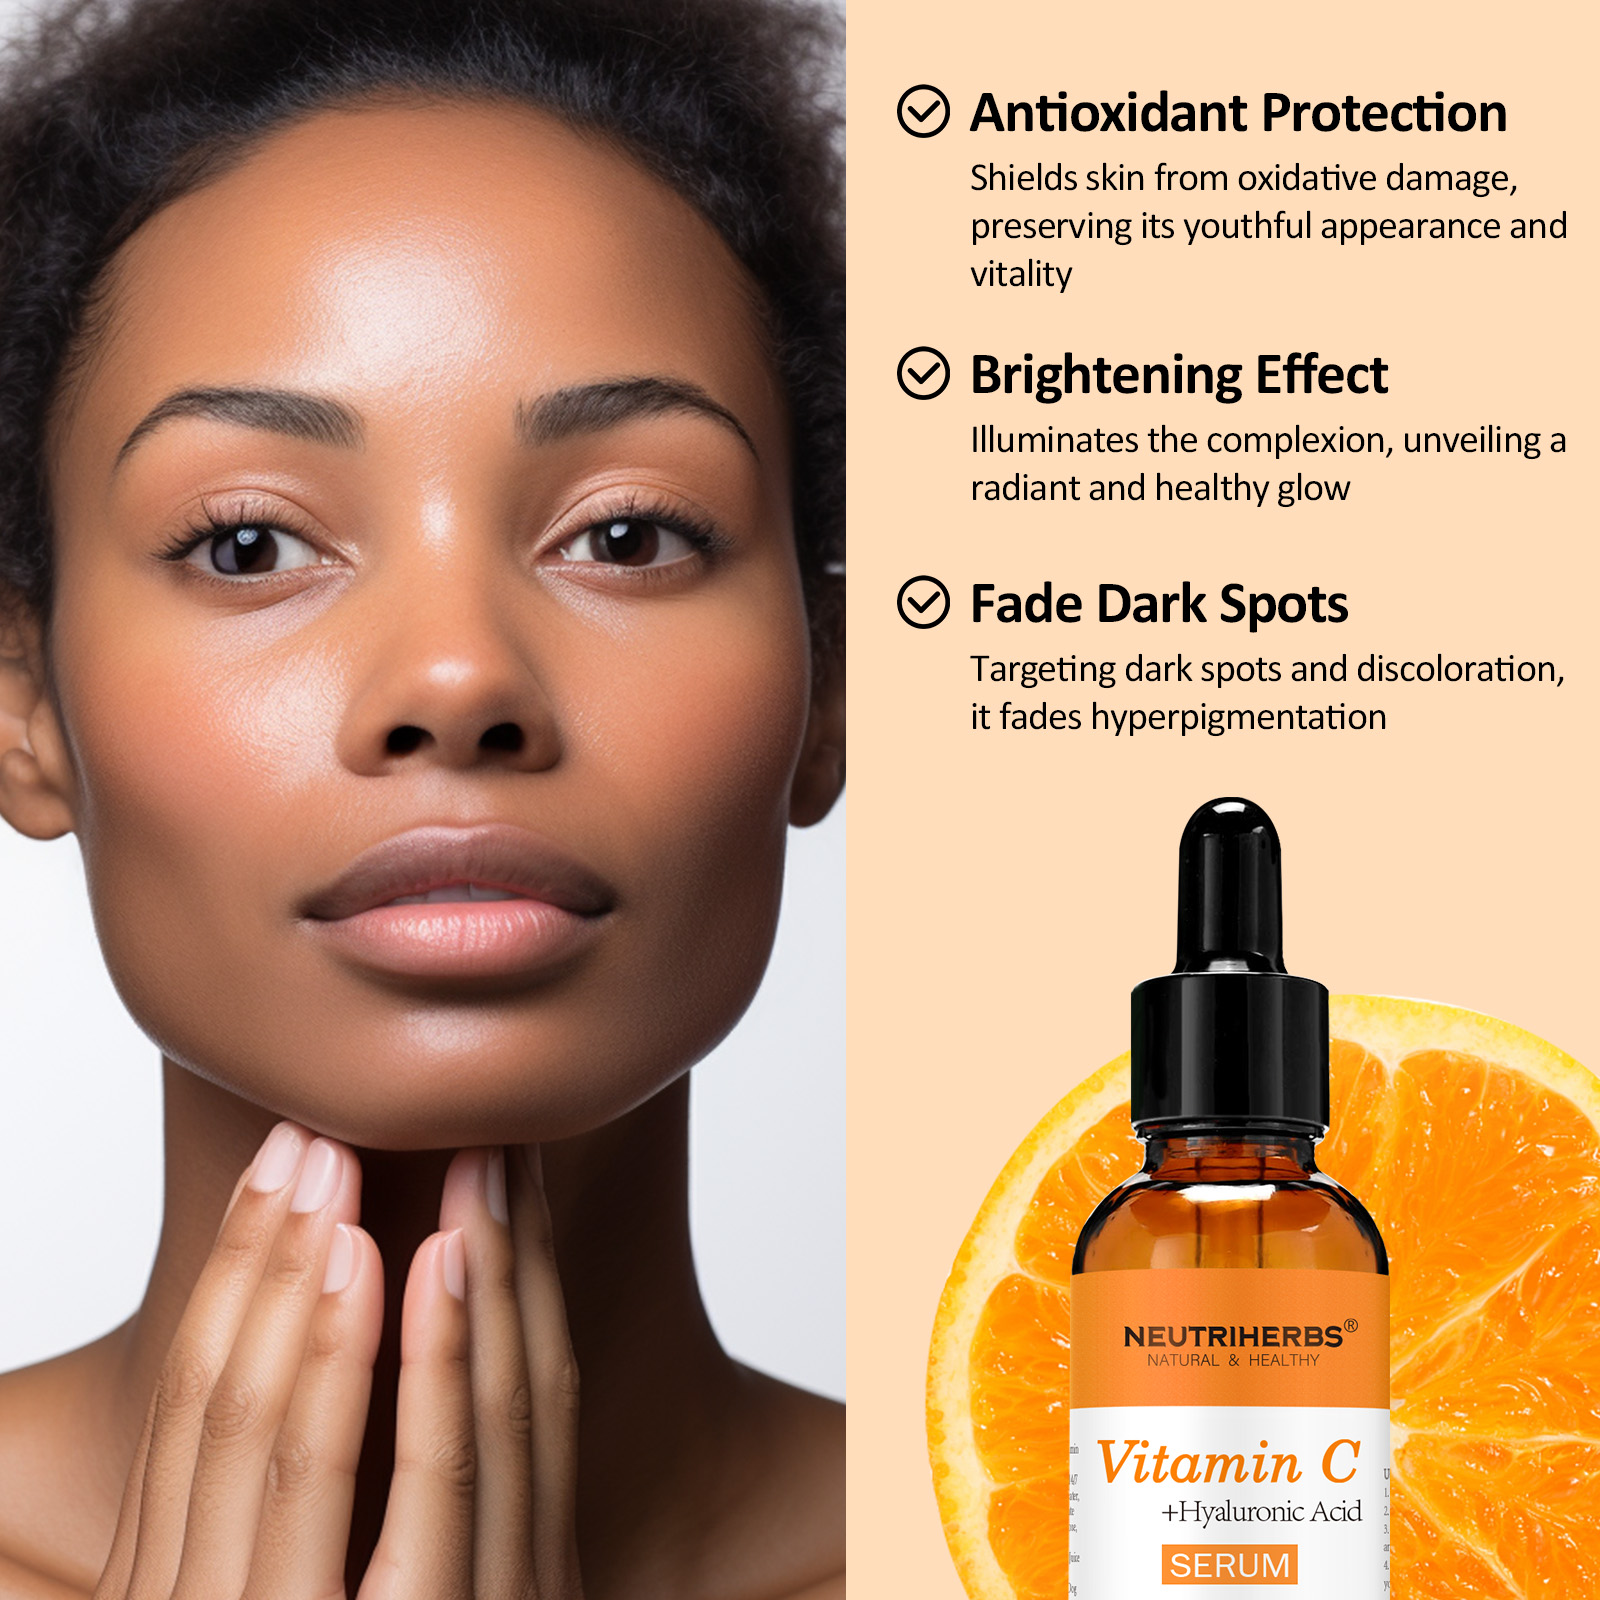 Antioxidant Protection
Shields skin from oxidative damage,
preserving its youthful appearance and
vitality
Brightening Effect
Illuminates the complexion, unveiling a
radiant and healthy glow
Fade Dark Spots
Targeting dark spots and discoloration,
it fades hyperpigmentation
NEUTRIHERBS®
NATURAL & HEALTHY
Vitamin C
+Hyaluronic Acid
SERUM